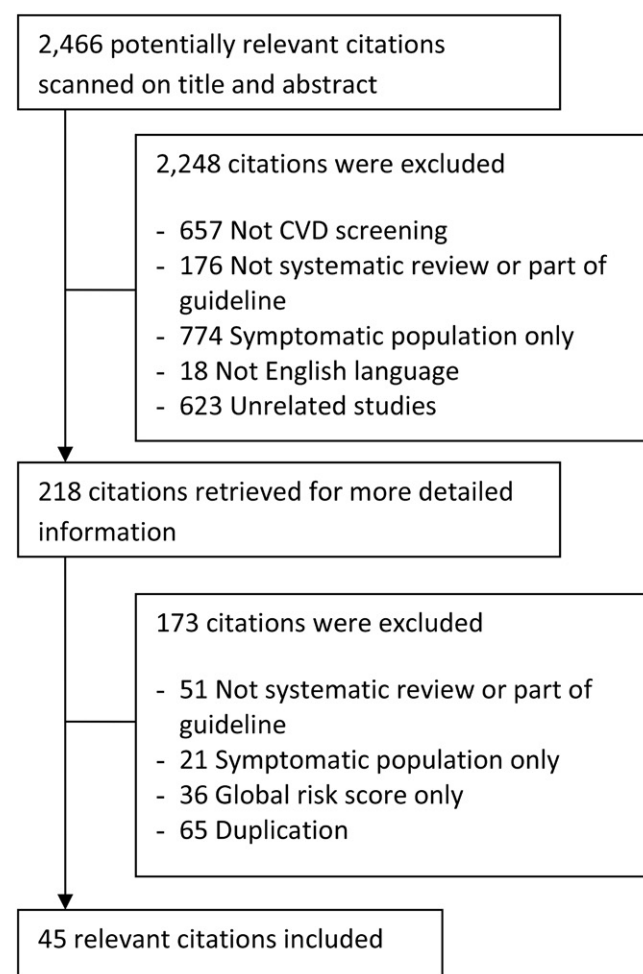 2,466 potentially relevant citations
scanned on title and abstract
2,248 citations were excluded
- 657 Not CVD screening
- 176 Not systematic review or part of
guideline
- 774 Symptomatic population only
- 18 Not English language
- 623 Unrelated studies
218 citations retrieved for more detailed
information
173 citations were excluded
- 51 Not systematic review or part of
guideline
- 21 Symptomatic population only
- 36 Global risk score only
- 65 Duplication
45 relevant citations included